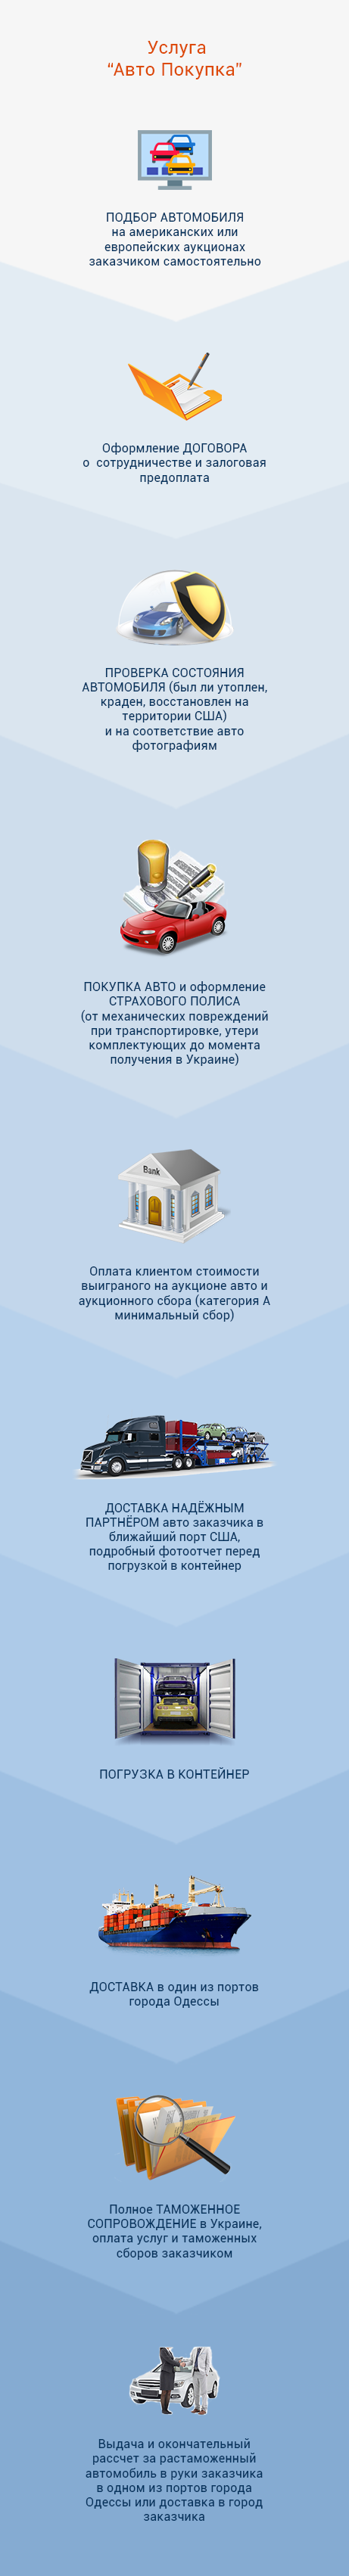 Услуга
“Авто Покупка”
ПОДБОР АВТОМОБИЛЯ
на американских или
европейских аукционах
заказчиком самостоятельно
Оформление ДОГОВОРА
о сотрудничестве и залоговая
предоплата
ПРОВЕРКА СОСТОЯНИЯ
АВТОМОБИЛЯ (был ли утоплен,
краден, восстановлен на
территории США)
и на соответствие авто
фотографиям
ПОКУПКА АВТО и оформление
СТРАХОВОГО ПОЛИСА
(от механических повреждений
при транспортировке, утери
комплектующих до момента
получения в Украине)
Bank
Оплата клиентом стоимости
выиграного на аукционе авто и
аукционного сбора (категория А
минимальный сбор)
ДОСТАВКА НАДЁЖНЫМ
ПАРТНЁРОМ авто заказчика в
ближайший порт США,
подробный фотоотчет перед
погрузкой в контейнер
ПОГРУЗКА В КОНТЕЙНЕР
ДОСТАВКА в один из портов
города Одессы
Полное ТАМОЖЕННОЕ
СОПРОВОЖДЕНИЕ в Украине,
оплата услуг и таможенных
сборов заказчиком
Выдача и окончательный
рассчет за растаможенный
автомобиль в руки заказчика
в одном из портов города
Одессы или доставка в город
заказчика